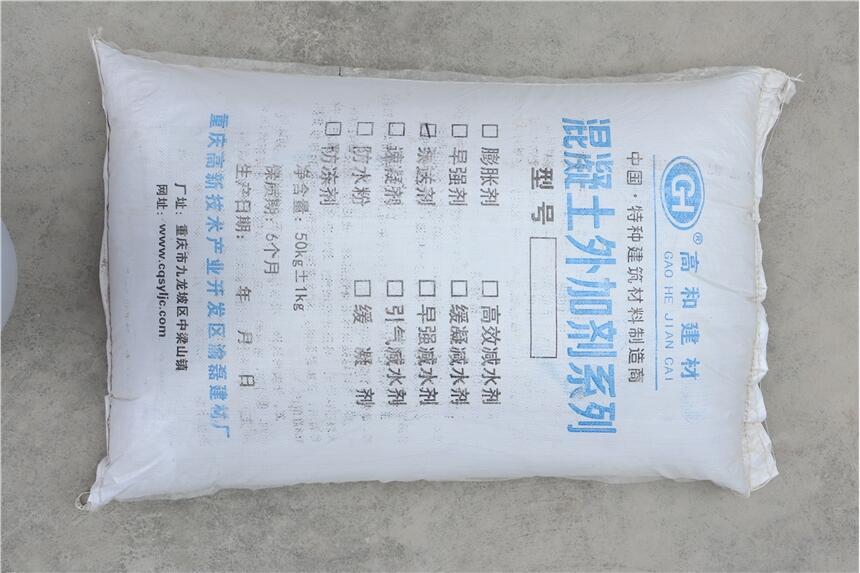 GH®
高和建材
GAO HE JIAN CAI
中国·特种建筑材料制造商
混凝土外加剂系列
型号
□膨胀剂 □高效减水剂
□早强剂 □缓凝减水剂
□泵送剂 □早强减水剂
□速凝剂 □引气减水剂
□防水粉 □缓凝剂
□防冻剂
净含量：50kg±1kg
保质期：6个月
生产日期： 年 月 日
重庆高新技术产业开发区渝磊建材厂
厂址：重庆市九龙坡区中梁山镇
网址：www.cqsyljc.com